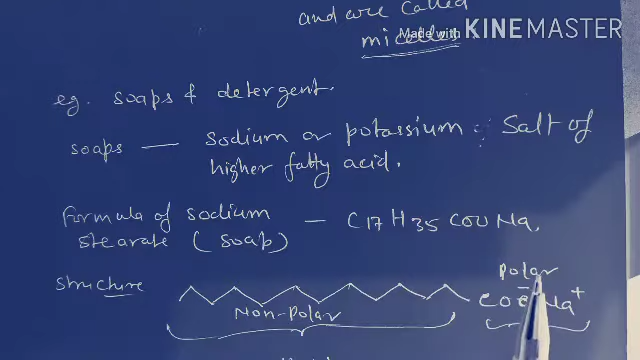 and are called
micelles
Made with KINEMASTER
eg. soaps & detergent.
soaps — sodium or potassium : Salt of
higher fatty acid.
Formula of sodium — C17H35COONa,
stearate (soap)
Polar
Structure COO Na+
Non-Polar